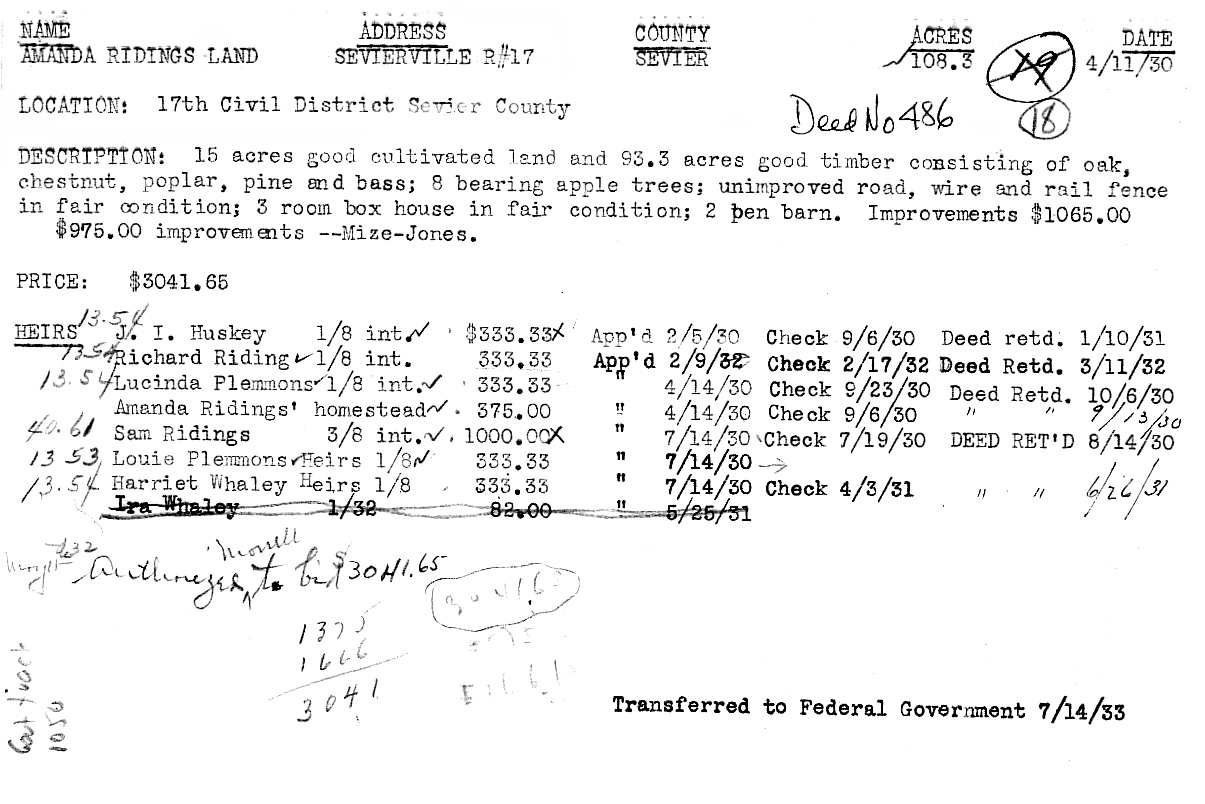 NAME ADDRESS COUNTY ACRES DATE
AMANDA RIDINGS LAND SEVIERVILLE R#17 SEVIER 108.3 19 4/11/30
LOCATION: 17th Civil District Sevier County Deed No 486 18
DESCRIPTION: 15 acres good cultivated land and 93.3 acres good timber consisting of oak,
chestnut, poplar, pine and bass; 8 bearing apple trees; unimproved road, wire and rail fence
in fair condition; 3 room box house in fair condition; 2 pen barn. Improvements $1065.00
$975.00 improvements --Mize-Jones.
PRICE: $3041.65
HEIRS 13.54 J. I. Huskey 1/8 int. $333.33X App'd 2/5/30 Check 9/6/30 Deed retd. 1/10/31
13.54 Richard Riding 1/8 int. 333.33 App'd 2/9/32 Check 2/17/32 Deed Retd. 3/11/32
13.54 Lucinda Plemmons 1/8 int. 333.33 " 4/14/30 Check 9/23/30 Deed Retd. 10/6/30
Amanda Ridings' homestead 375.00 " 4/14/30 Check 9/6/30 " " 9/13/30
40.61 Sam Ridings 3/8 int. 1000.00X " 7/14/30 Check 7/19/30 DEED RET'D 8/14/30
13 53 Louie Plemmons Heirs 1/8 333.33 " 7/14/30
13.54 Harriet Whaley Heirs 1/8 333.33 " 7/14/30 Check 4/3/31 " " 6/26/31
Ira Whaley 1/32 82.00 " 5/25/31
Morrell
Authorized to bid $3041.65
3041.65
1375
1666
3041
1050
Transferred to Federal Government 7/14/33